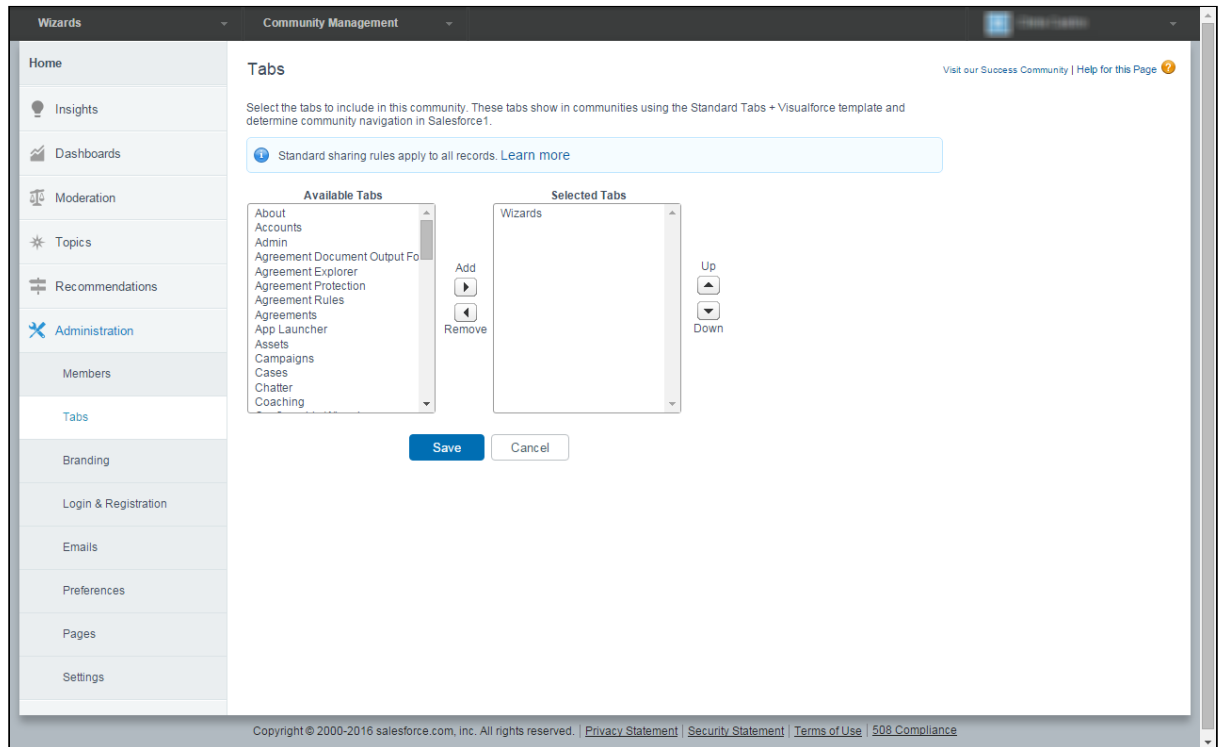 Wizards
Community Management
Home
Insights
Dashboards
Moderation
Topics
Recommendations
Administration
Members
Tabs
Branding
Login & Registration
Emails
Preferences
Pages
Settings
Tabs
Visit our Success Community | Help for this Page
Select the tabs to include in this community. These tabs show in communities using the Standard Tabs + Visualforce template and
determine community navigation in Salesforce1.
Standard sharing rules apply to all records. Learn more
Available Tabs
About
Accounts
Admin
Agreement Document Output Fo
Agreement Explorer
Agreement Protection
Agreement Rules
Agreements
App Launcher
Assets
Campaigns
Cases
Chatter
Coaching
Add
Remove
Selected Tabs
Wizards
Up
Down
Save
Cancel
Copyright © 2000-2016 salesforce.com, inc. All rights reserved. | Privacy Statement | Security Statement | Terms of Use | 508 Compliance